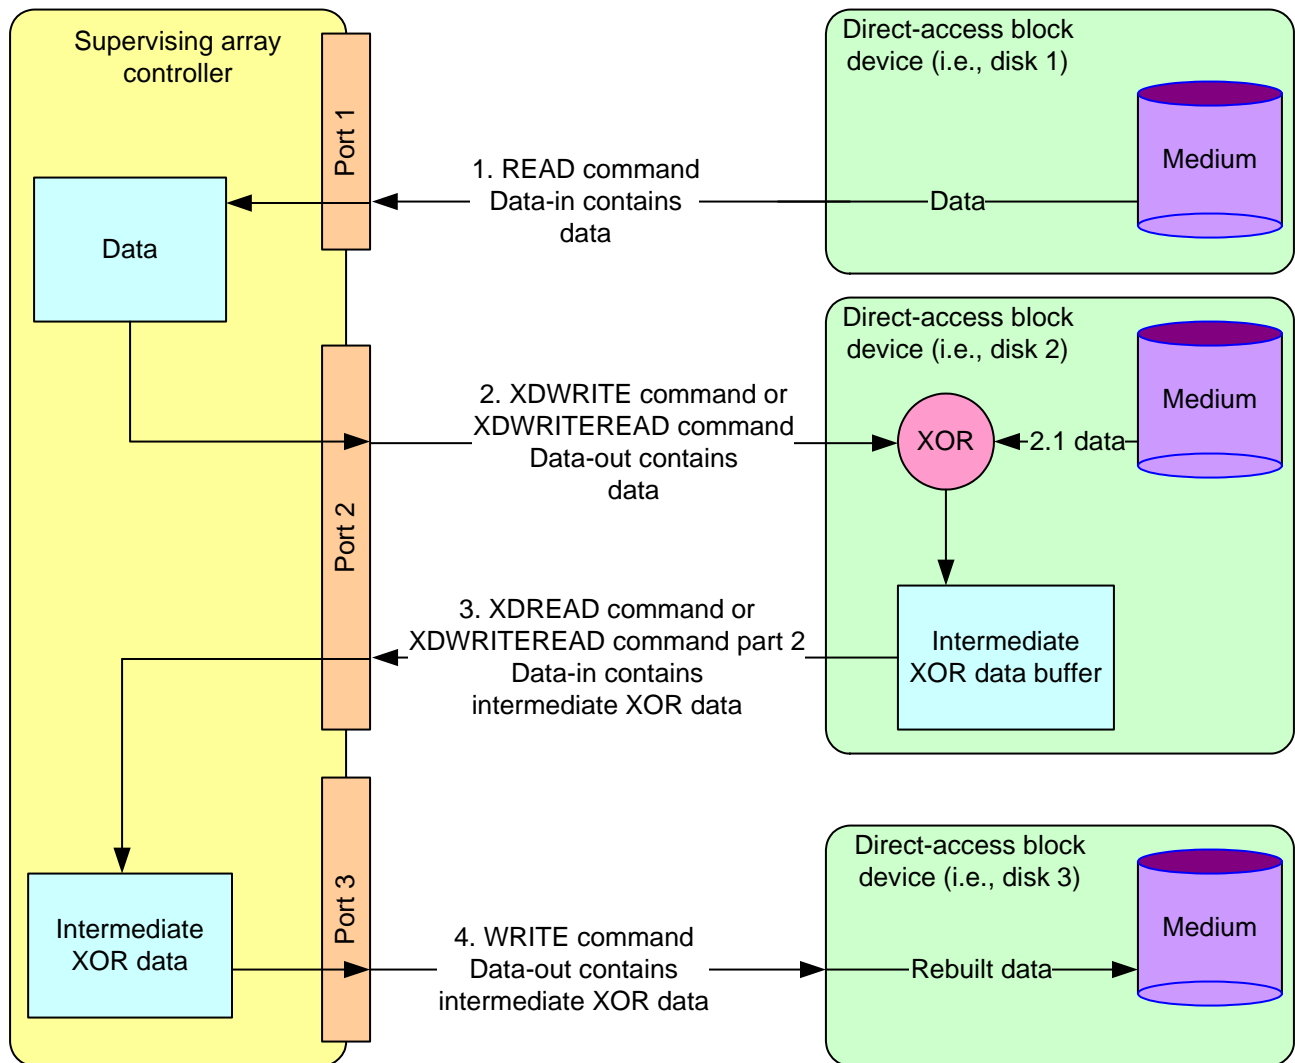 Supervising array
controller
Port 1
Data
1. READ command
Data-in contains
data
Direct-access block
device (i.e., disk 1)
Data
Medium
Port 2
2. XDWRITE command or
XDWRITEREAD command
Data-out contains
data
Direct-access block
device (i.e., disk 2)
XOR
2.1 data
Medium
3. XDREAD command or
XDWRITEREAD command part 2
Data-in contains
intermediate XOR data
Intermediate
XOR data buffer
Port 3
Intermediate
XOR data
4. WRITE command
Data-out contains
intermediate XOR data
Direct-access block
device (i.e., disk 3)
Rebuilt data
Medium